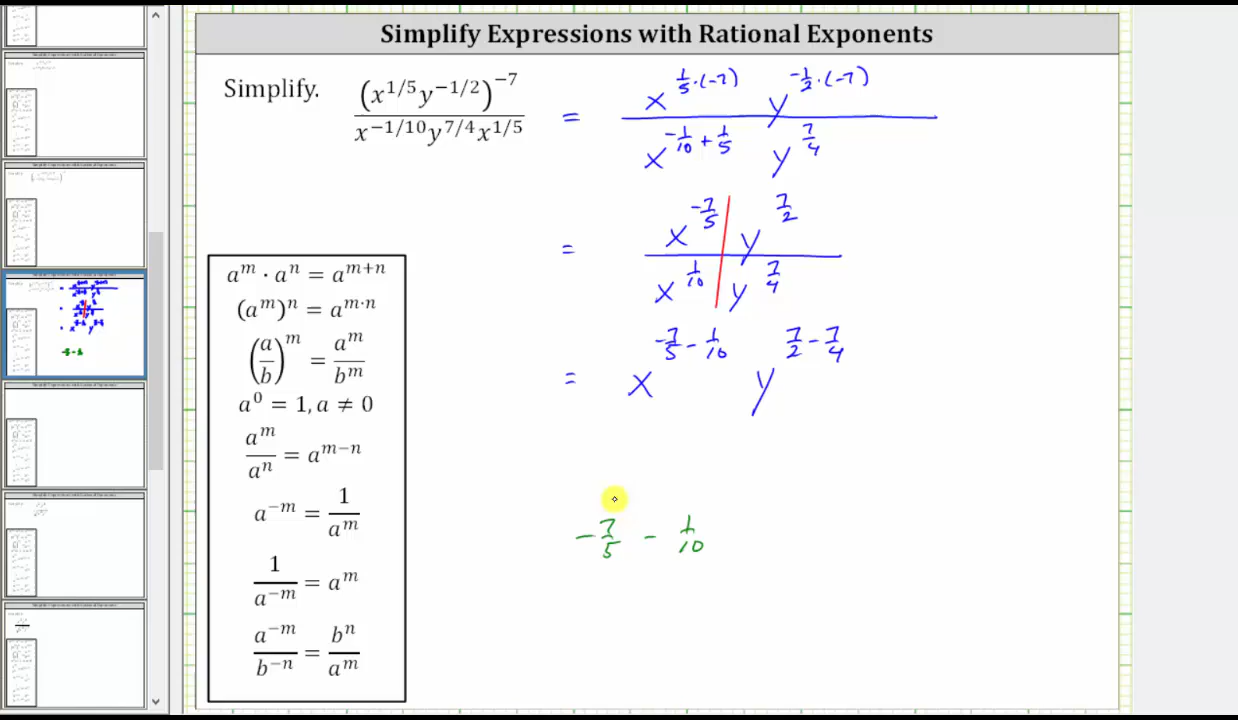 Simplify Expressions with Rational Exponents
Simplify. (x^{1/5}y^{-1/2})^{-7} / x^{-1/10}y^{7/4}x^{1/5} = x^{1/5·(-7)} y^{-1/2·(-7)} / x^{-1/10+1/5} y^{7/4}
= x^{-7/5} y^{7/2} / x^{1/10} y^{7/4}
= x^{-7/5-1/10} y^{7/2-7/4}
-7/5 - 1/10
a^m · a^n = a^{m+n}
(a^m)^n = a^{m·n}
(a/b)^m = a^m/b^m
a^0 = 1, a ≠ 0
a^m/a^n = a^{m-n}
a^{-m} = 1/a^m
1/a^{-m} = a^m
a^{-m}/b^{-n} = b^n/a^m